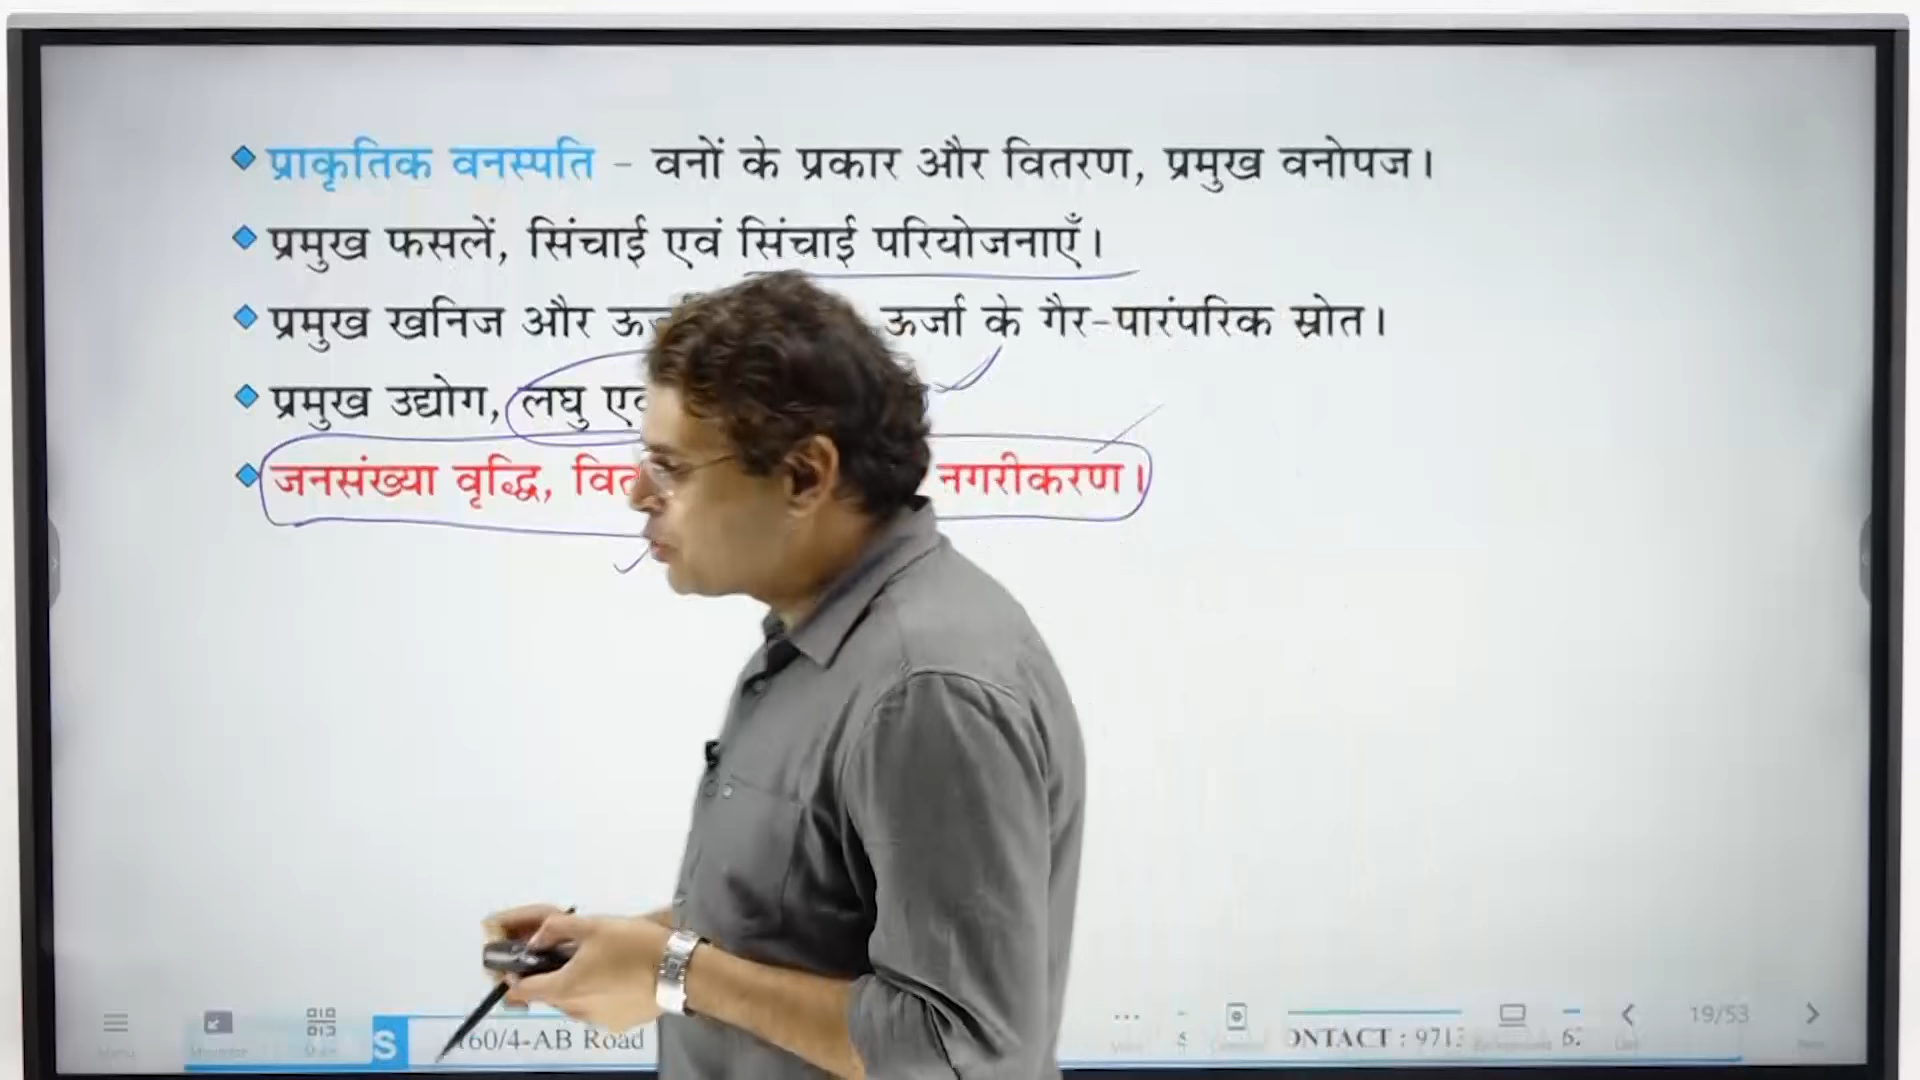 प्राकृतिक वनस्पति - वनों के प्रकार और वितरण, प्रमुख वनोपज।
प्रमुख फसलें, सिंचाई एवं सिंचाई परियोजनाएँ।
प्रमुख खनिज और ऊर्जा के गैर-पारंपरिक स्रोत।
प्रमुख उद्योग, लघु
जनसंख्या वृद्धि, नगरीकरण।
Menu 19/53
S 160/4-AB Road ONTACT : 971